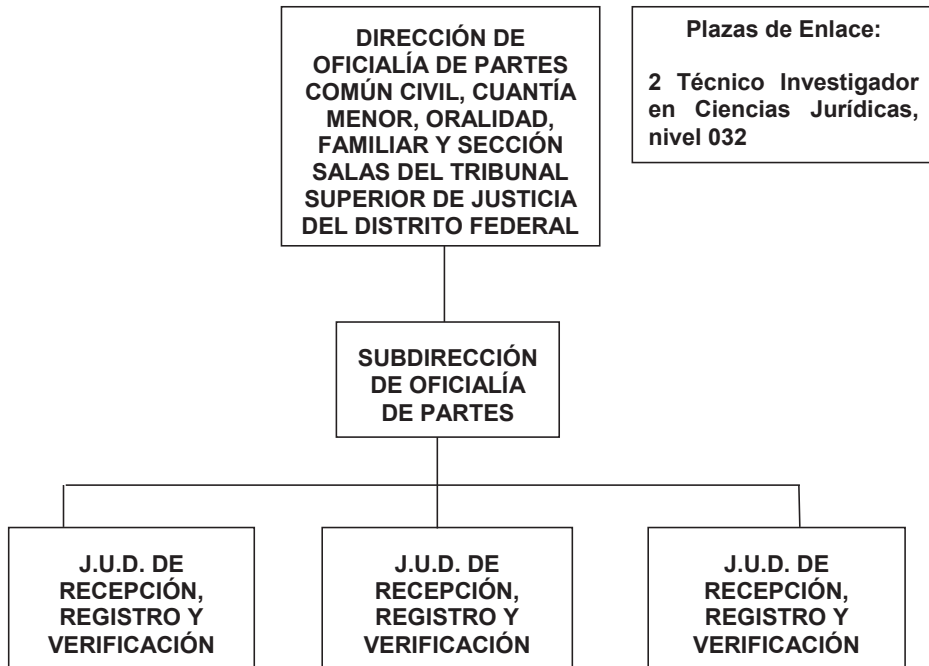 DIRECCIÓN DE
OFICIALÍA DE PARTES
COMÚN CIVIL, CUANTÍA
MENOR, ORALIDAD,
FAMILIAR Y SECCIÓN
SALAS DEL TRIBUNAL
SUPERIOR DE JUSTICIA
DEL DISTRITO FEDERAL
Plazas de Enlace:
2 Técnico Investigador
en Ciencias Jurídicas,
nivel 032
SUBDIRECCIÓN
DE OFICIALÍA
DE PARTES
J.U.D. DE
RECEPCIÓN,
REGISTRO Y
VERIFICACIÓN
J.U.D. DE
RECEPCIÓN,
REGISTRO Y
VERIFICACIÓN
J.U.D. DE
RECEPCIÓN,
REGISTRO Y
VERIFICACIÓN